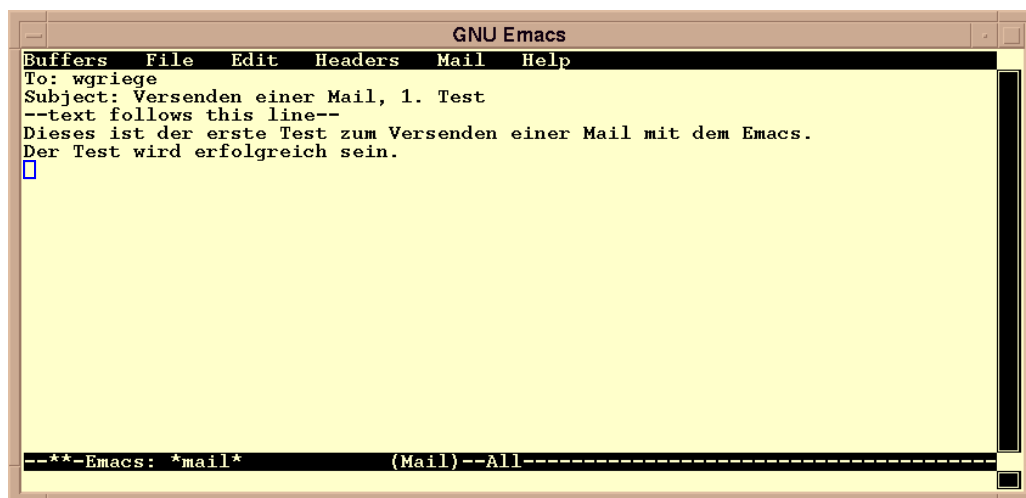 GNU Emacs
Buffers File Edit Headers Mail Help
To: wgriege
Subject: Versenden einer Mail, 1. Test
--text follows this line--
Dieses ist der erste Test zum Versenden einer Mail mit dem Emacs.
Der Test wird erfolgreich sein.
--**-Emacs: *mail* (Mail)--All---------------------------------------